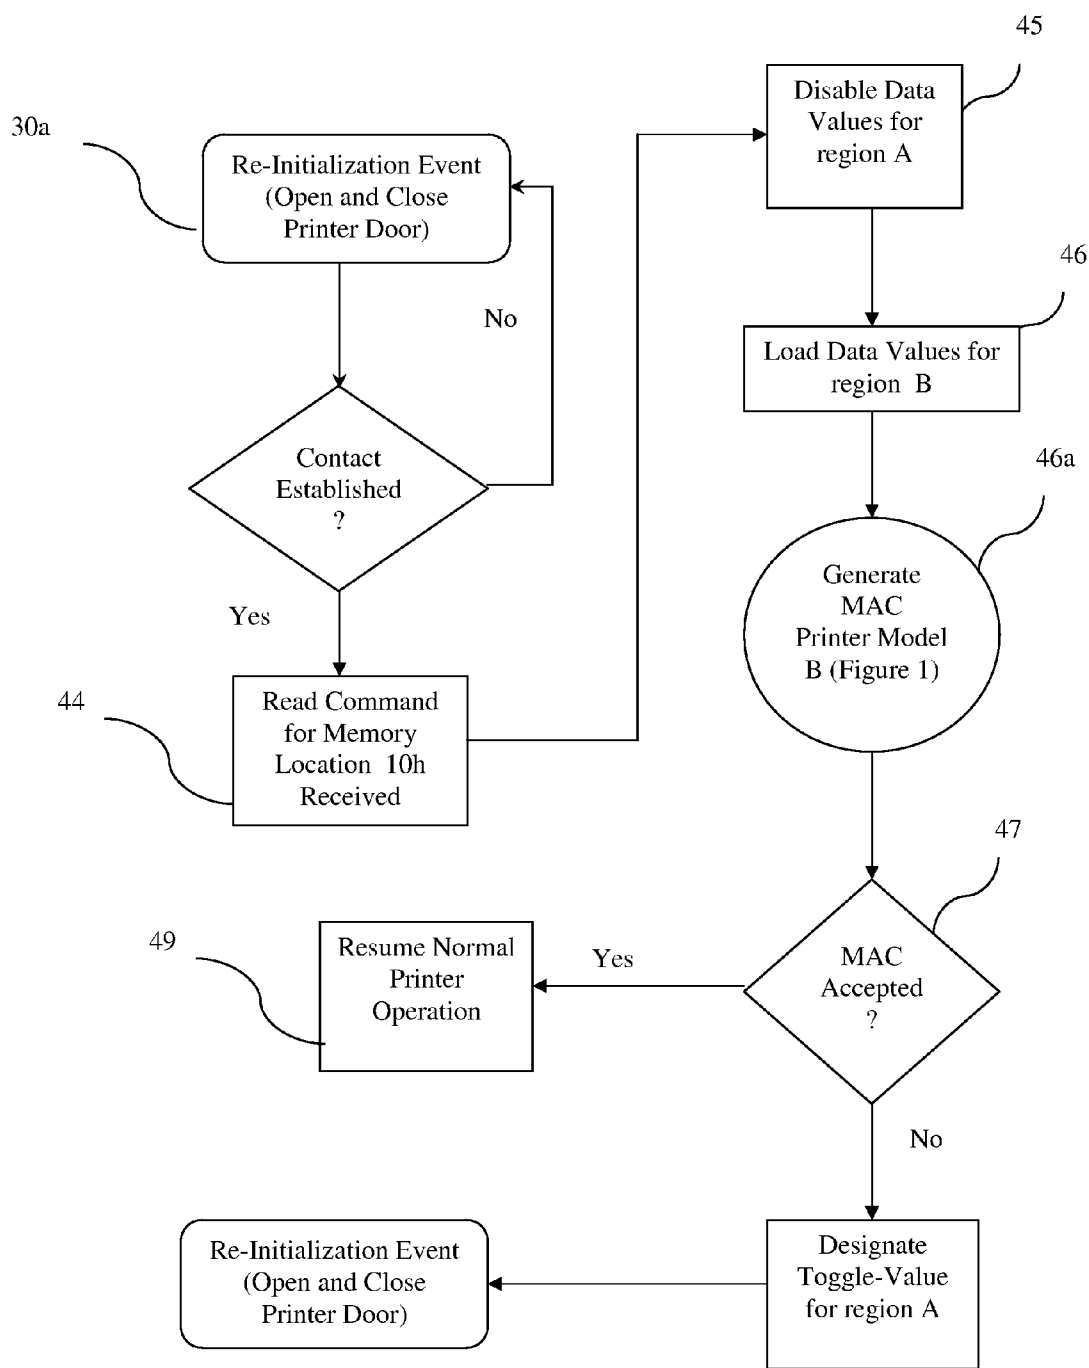 30a
Re-Initialization Event
(Open and Close
Printer Door)
No
Contact
Established
?
Yes
44
Read Command
for Memory
Location 10h
Received
45
Disable Data
Values for
region A
46
Load Data Values for
region B
46a
Generate
MAC
Printer Model
B (Figure 1)
47
MAC
Accepted
?
Yes
49
Resume Normal
Printer
Operation
No
Designate
Toggle-Value
for region A
Re-Initialization Event
(Open and Close
Printer Door)